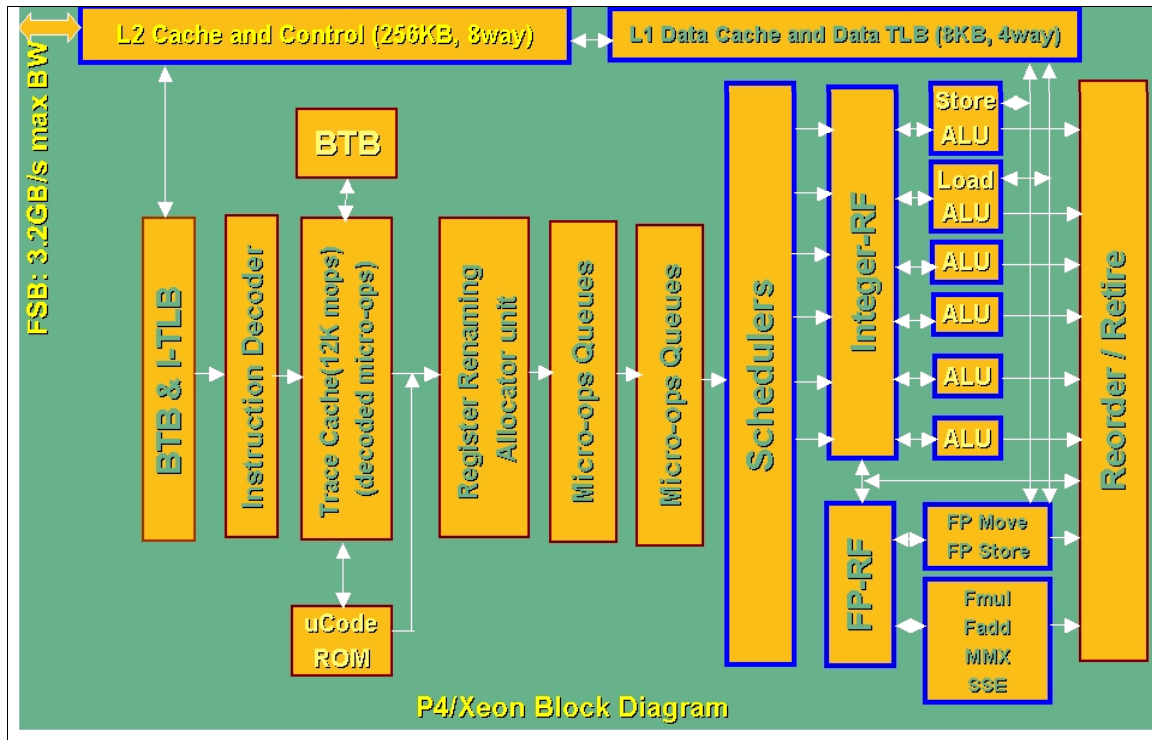 L2 Cache and Control (256KB, 8way)
L1 Data Cache and Data TLB (8KB, 4way)
FSB: 3.2GB/s max BW
BTB
BTB & I-TLB
Instruction Decoder
Trace Cache(12K mops)
(decoded micro-ops)
uCode
ROM
Register Renaming
Allocator unit
Micro-ops Queues
Micro-ops Queues
Schedulers
Integer-RF
FP-RF
Store
ALU
Load
ALU
ALU
ALU
ALU
ALU
FP Move
FP Store
Fmul
Fadd
MMX
SSE
Reorder / Retire
P4/Xeon Block Diagram